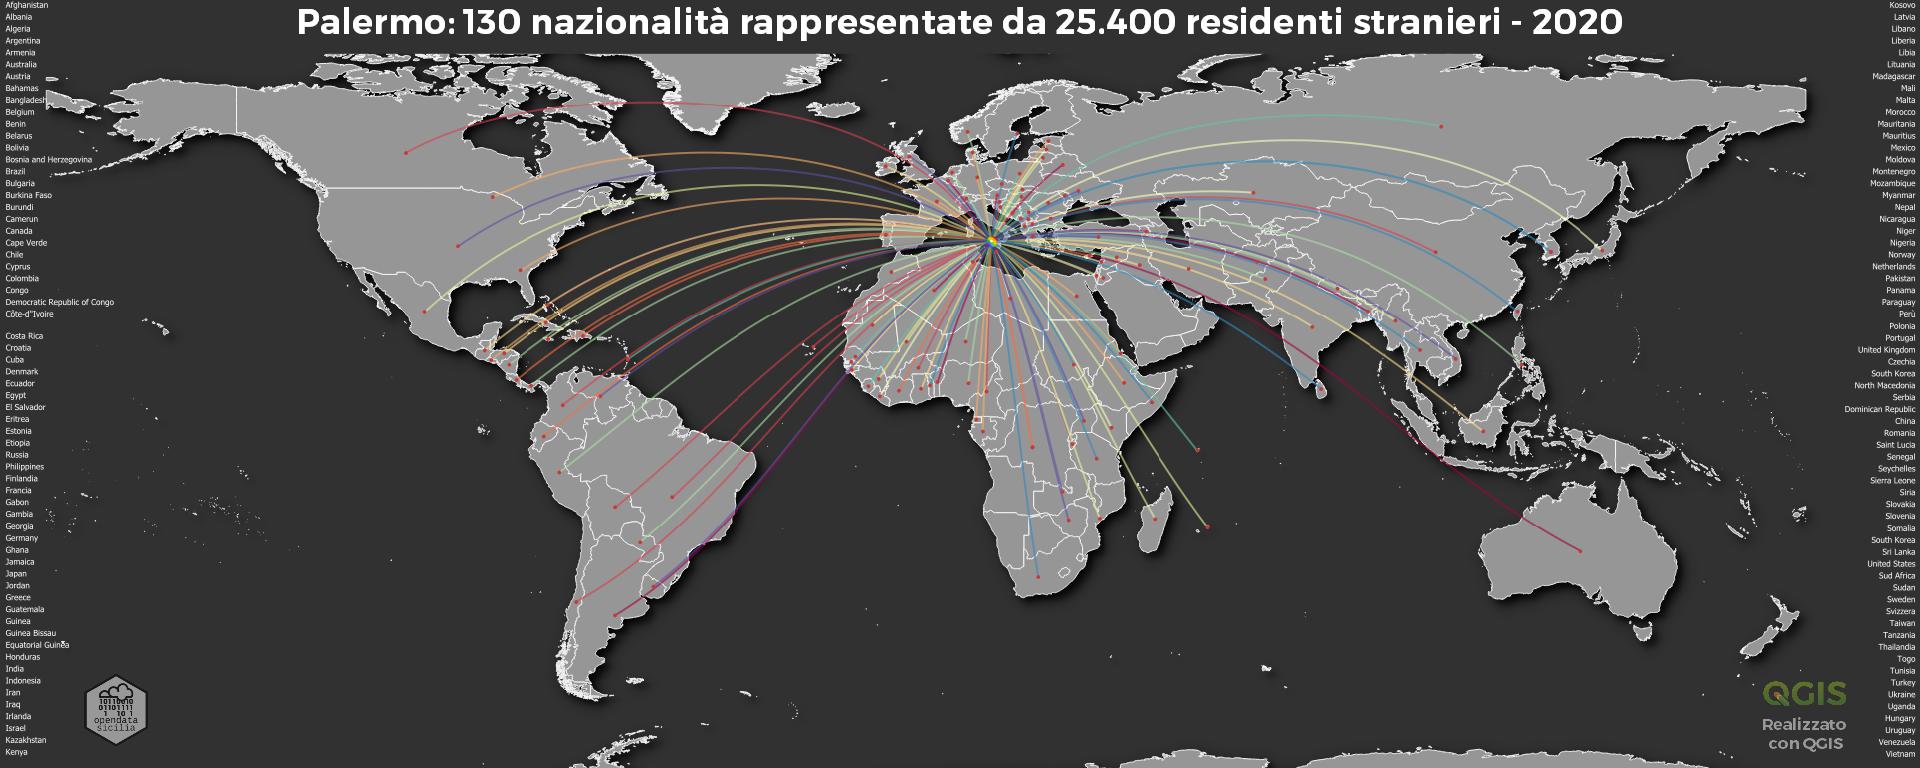 Palermo: 130 nazionalità rappresentate da 25.400 residenti stranieri - 2020
Afghanistan
Albania
Algeria
Argentina
Armenia
Australia
Austria
Bahamas
Bangladesh
Belgium
Benin
Belarus
Bolivia
Bosnia and Herzegovina
Brazil
Bulgaria
Burkina Faso
Burundi
Camerun
Canada
Cape Verde
Chile
Cyprus
Colombia
Congo
Democratic Republic of Congo
Côte-d"Ivoire
Costa Rica
Croatia
Cuba
Denmark
Ecuador
Egypt
El Salvador
Eritrea
Estonia
Etiopia
Russia
Philippines
Finlandia
Francia
Gabon
Gambia
Georgia
Germany
Ghana
Jamaica
Japan
Jordan
Greece
Guatemala
Guinea
Guinea Bissau
Equatorial Guinea
Honduras
India
Indonesia
Iran
Iraq
Irlanda
Israel
Kazakhstan
Kenya
Kosovo
Latvia
Libano
Liberia
Libia
Lituania
Madagascar
Mali
Malta
Morocco
Mauritania
Mauritius
Mexico
Moldova
Montenegro
Mozambique
Myanmar
Nepal
Nicaragua
Niger
Nigeria
Norway
Netherlands
Pakistan
Panama
Paraguay
Perù
Polonia
Portugal
United Kingdom
Czechia
South Korea
North Macedonia
Serbia
Dominican Republic
China
Romania
Saint Lucia
Senegal
Seychelles
Sierra Leone
Siria
Slovakia
Slovenia
Somalia
South Korea
Sri Lanka
United States
Sud Africa
Sudan
Sweden
Svizzera
Taiwan
Tanzania
Thailandia
Togo
Tunisia
Turkey
Ukraine
Uganda
Hungary
Uruguay
Venezuela
Vietnam
10110010
01101111
1 10 1
opendata
sicilia
QGIS
Realizzato
con QGIS